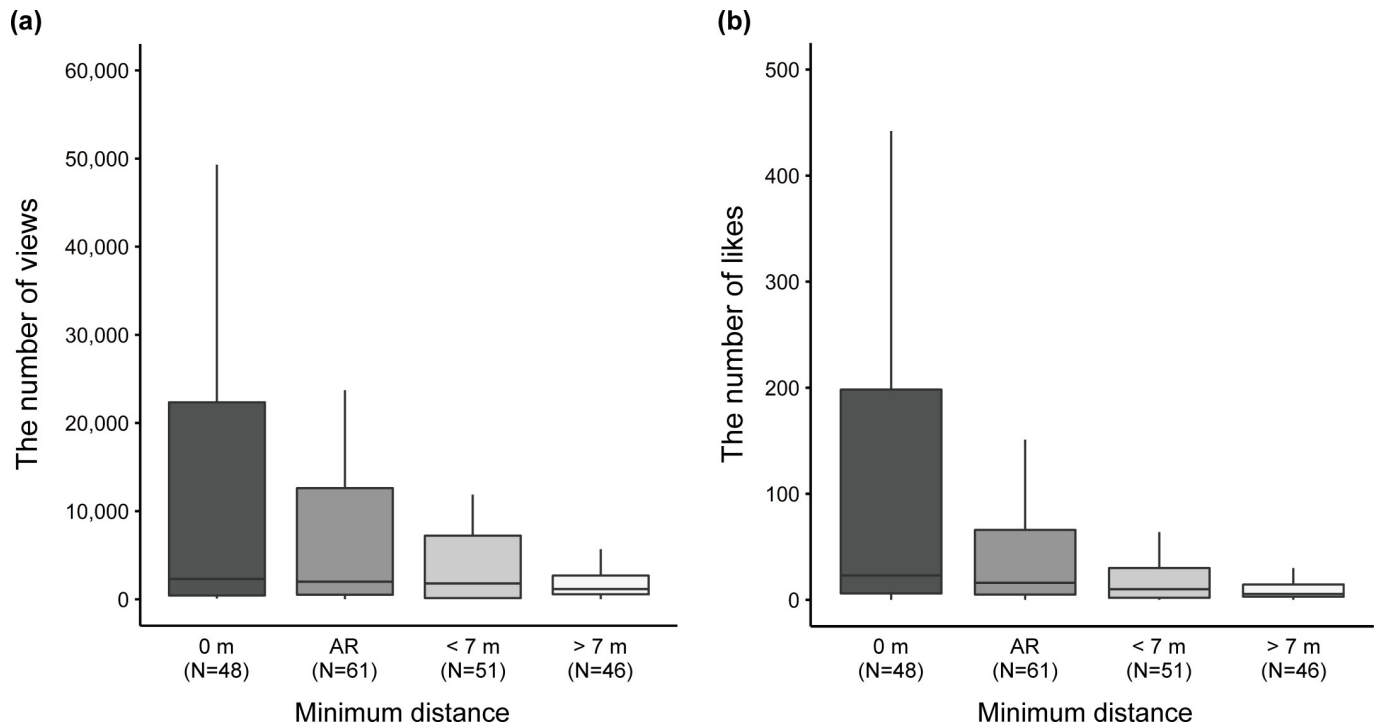 (a)
The number of views
60,000
50,000
40,000
30,000
20,000
10,000
0
0 m
(N=48)
AR
(N=61)
< 7 m
(N=51)
> 7 m
(N=46)
Minimum distance
(b)
The number of likes
500
400
300
200
100
0
0 m
(N=48)
AR
(N=61)
< 7 m
(N=51)
> 7 m
(N=46)
Minimum distance